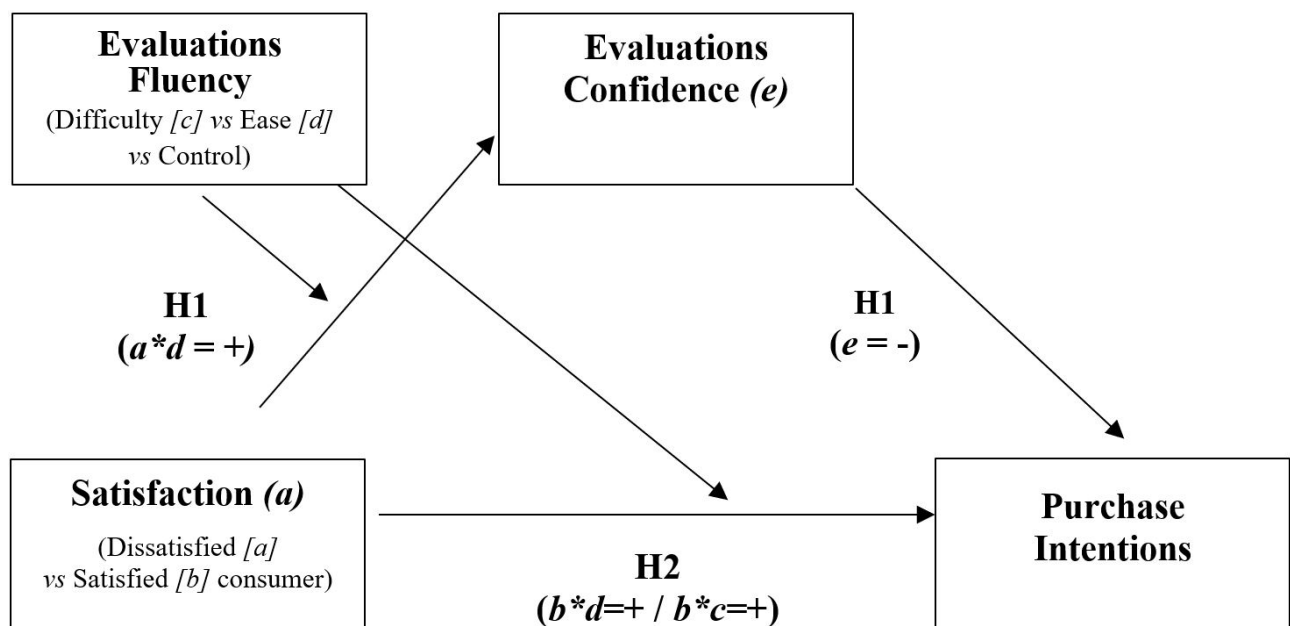 Evaluations
Fluency
(Difficulty [c] vs Ease [d]
vs Control)
Evaluations
Confidence (e)
H1
(a*d = +)
H1
(e = -)
Satisfaction (a)
(Dissatisfied [a]
vs Satisfied [b] consumer)
H2
(b*d=+ / b*c=+)
Purchase
Intentions